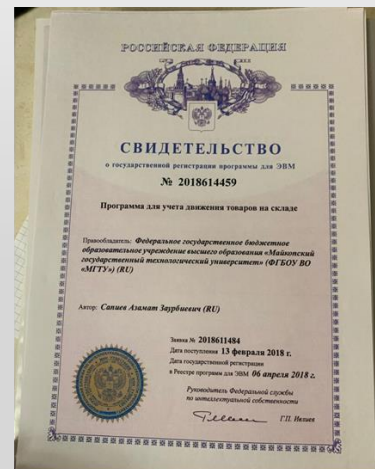 РОССИЙСКАЯ ФЕДЕРАЦИЯ
СВИДЕТЕЛЬСТВО
о государственной регистрации программы для ЭВМ
№ 2018614459
Программа для учета движения товаров на складе
Правообладатель: Федеральное государственное бюджетное
образовательное учреждение высшего образования «Майкопский
государственный технологический университет» (ФГБОУ ВО
«МГТУ») (RU)
Автор: Сапиев Азамат Заурбиевич (RU)
Заявка № 2018611484
Дата поступления 13 февраля 2018 г.
Дата государственной регистрации
в Реестре программ для ЭВМ 06 апреля 2018 г.
Руководитель Федеральной службы
по интеллектуальной собственности
Г.П. Ивлиев